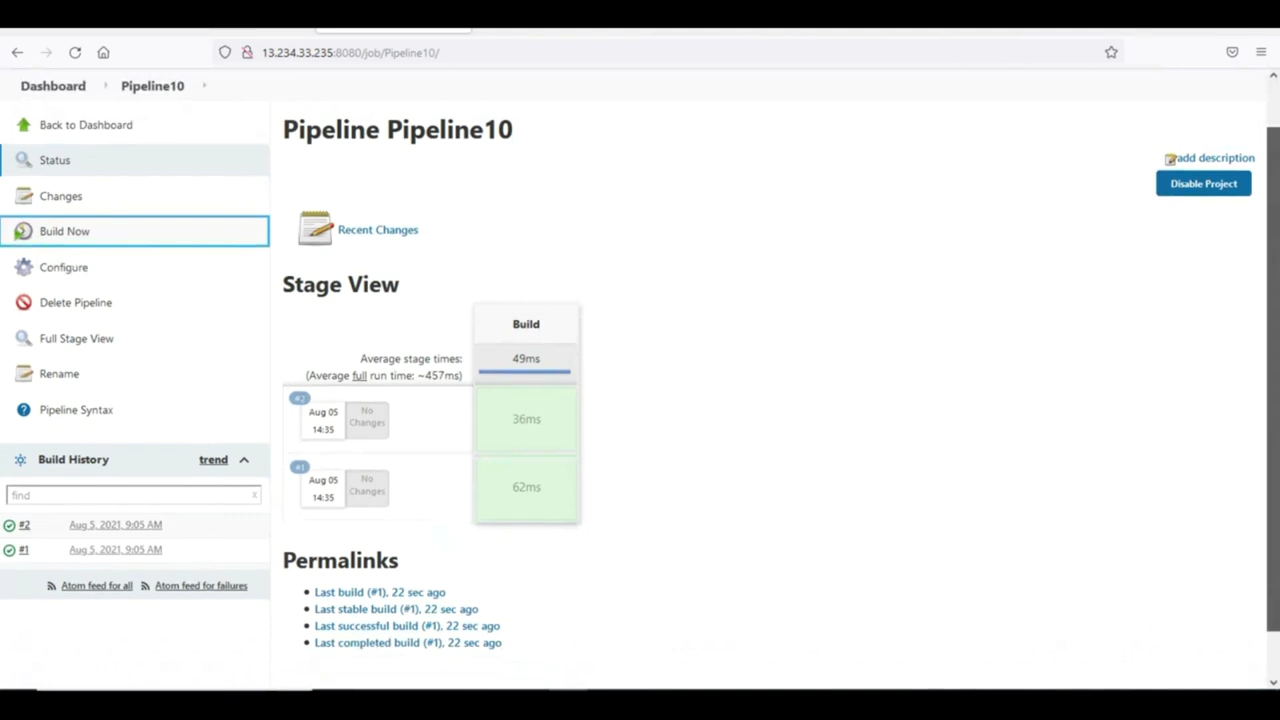 13.234.33.235:8080/job/Pipeline10/
Dashboard
Pipeline10
Back to Dashboard
Status
Changes
Build Now
Configure
Delete Pipeline
Full Stage View
Rename
Pipeline Syntax
Build History
trend
find
x
#2
Aug 5, 2021, 9:05 AM
#1
Aug 5, 2021, 9:05 AM
Atom feed for all
Atom feed for failures
Pipeline Pipeline10
add description
Disable Project
Recent Changes
Stage View
Build
Average stage times:
49ms
(Average full run time: ~457ms)
#2
Aug 05
14:35
No
Changes
36ms
#1
Aug 05
14:35
No
Changes
62ms
Permalinks
Last build (#1), 22 sec ago
Last stable build (#1), 22 sec ago
Last successful build (#1), 22 sec ago
Last completed build (#1), 22 sec ago